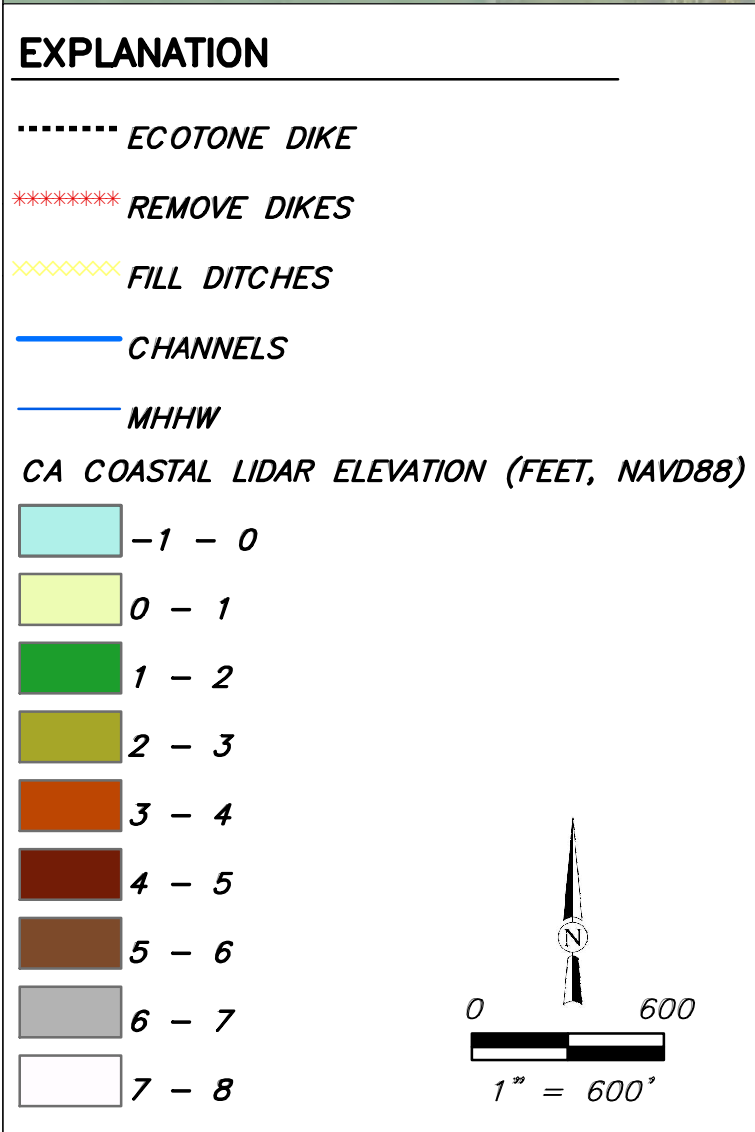 EXPLANATION
ECOTONE DIKE
REMOVE DIKES
FILL DITCHES
CHANNELS
MHHW
CA COASTAL LIDAR ELEVATION (FEET, NAVD88)
-1 - 0
0 - 1
1 - 2
2 - 3
3 - 4
4 - 5
5 - 6
6 - 7
7 - 8
N
0 600
1" = 600'